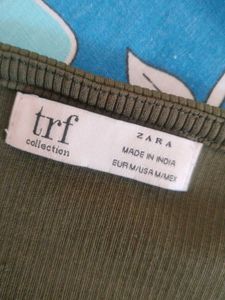 trf
collection
ZARA
MADE IN INDIA
EUR M/USA M/MEX